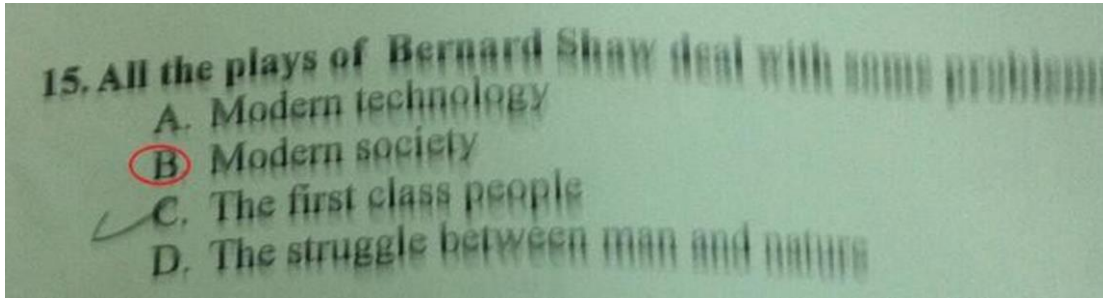 15. All the plays of Bernard Shaw deal with some problems
A. Modern technology
B Modern society
C. The first class people
D. The struggle between man and nature